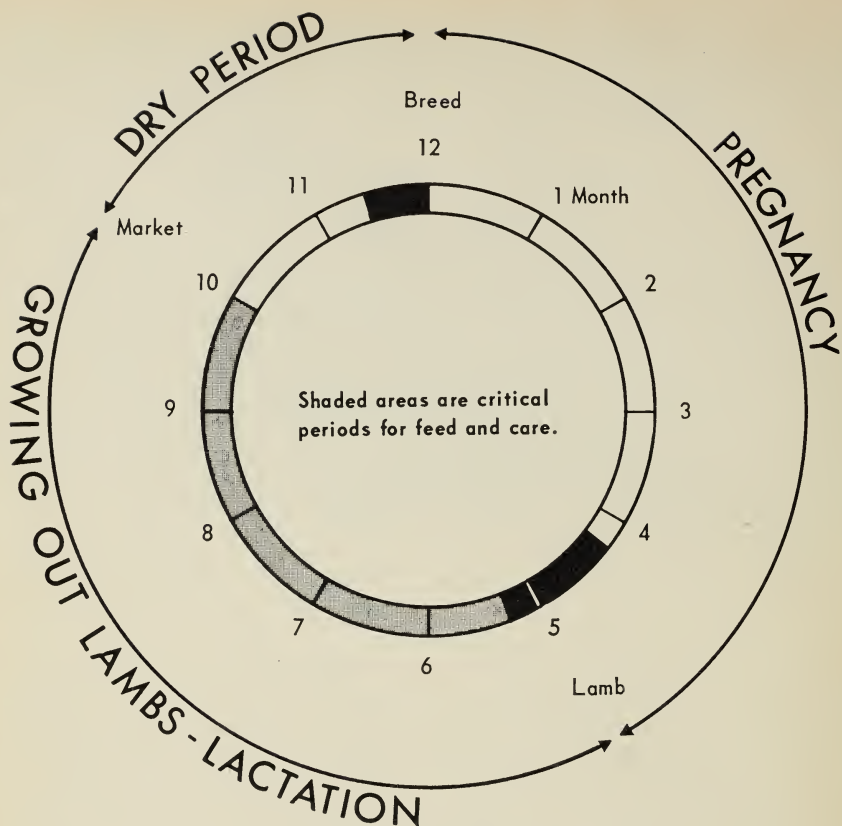 DRY PERIOD
PREGNANCY
Breed
12
11
1 Month
Market
10
2
GROWING OUT LAMBS - LACTATION
9
Shaded areas are critical
periods for feed and care.
3
8
4
7
5
6
Lamb